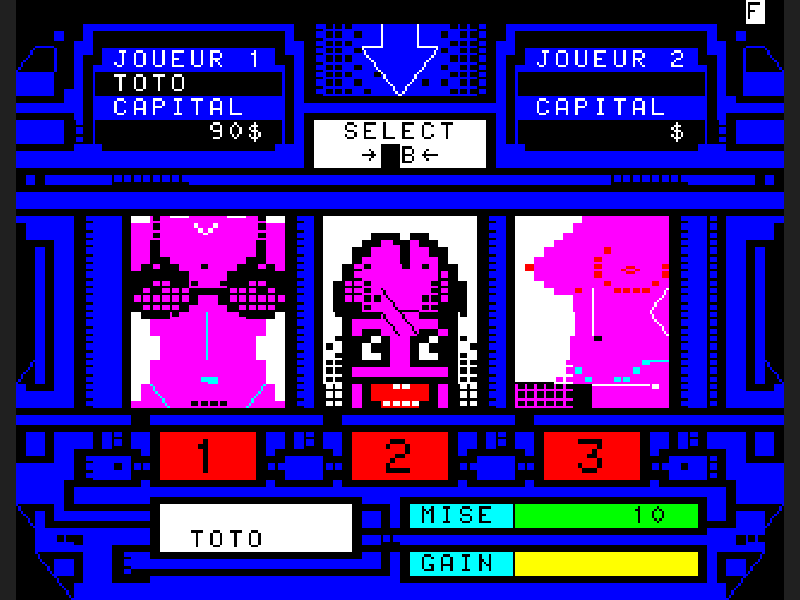 F
JOUEUR 1
TOTO
CAPITAL
90$
JOUEUR 2
CAPITAL
$
SELECT
→ B←
1
2
3
TOTO
MISE 10
GAIN